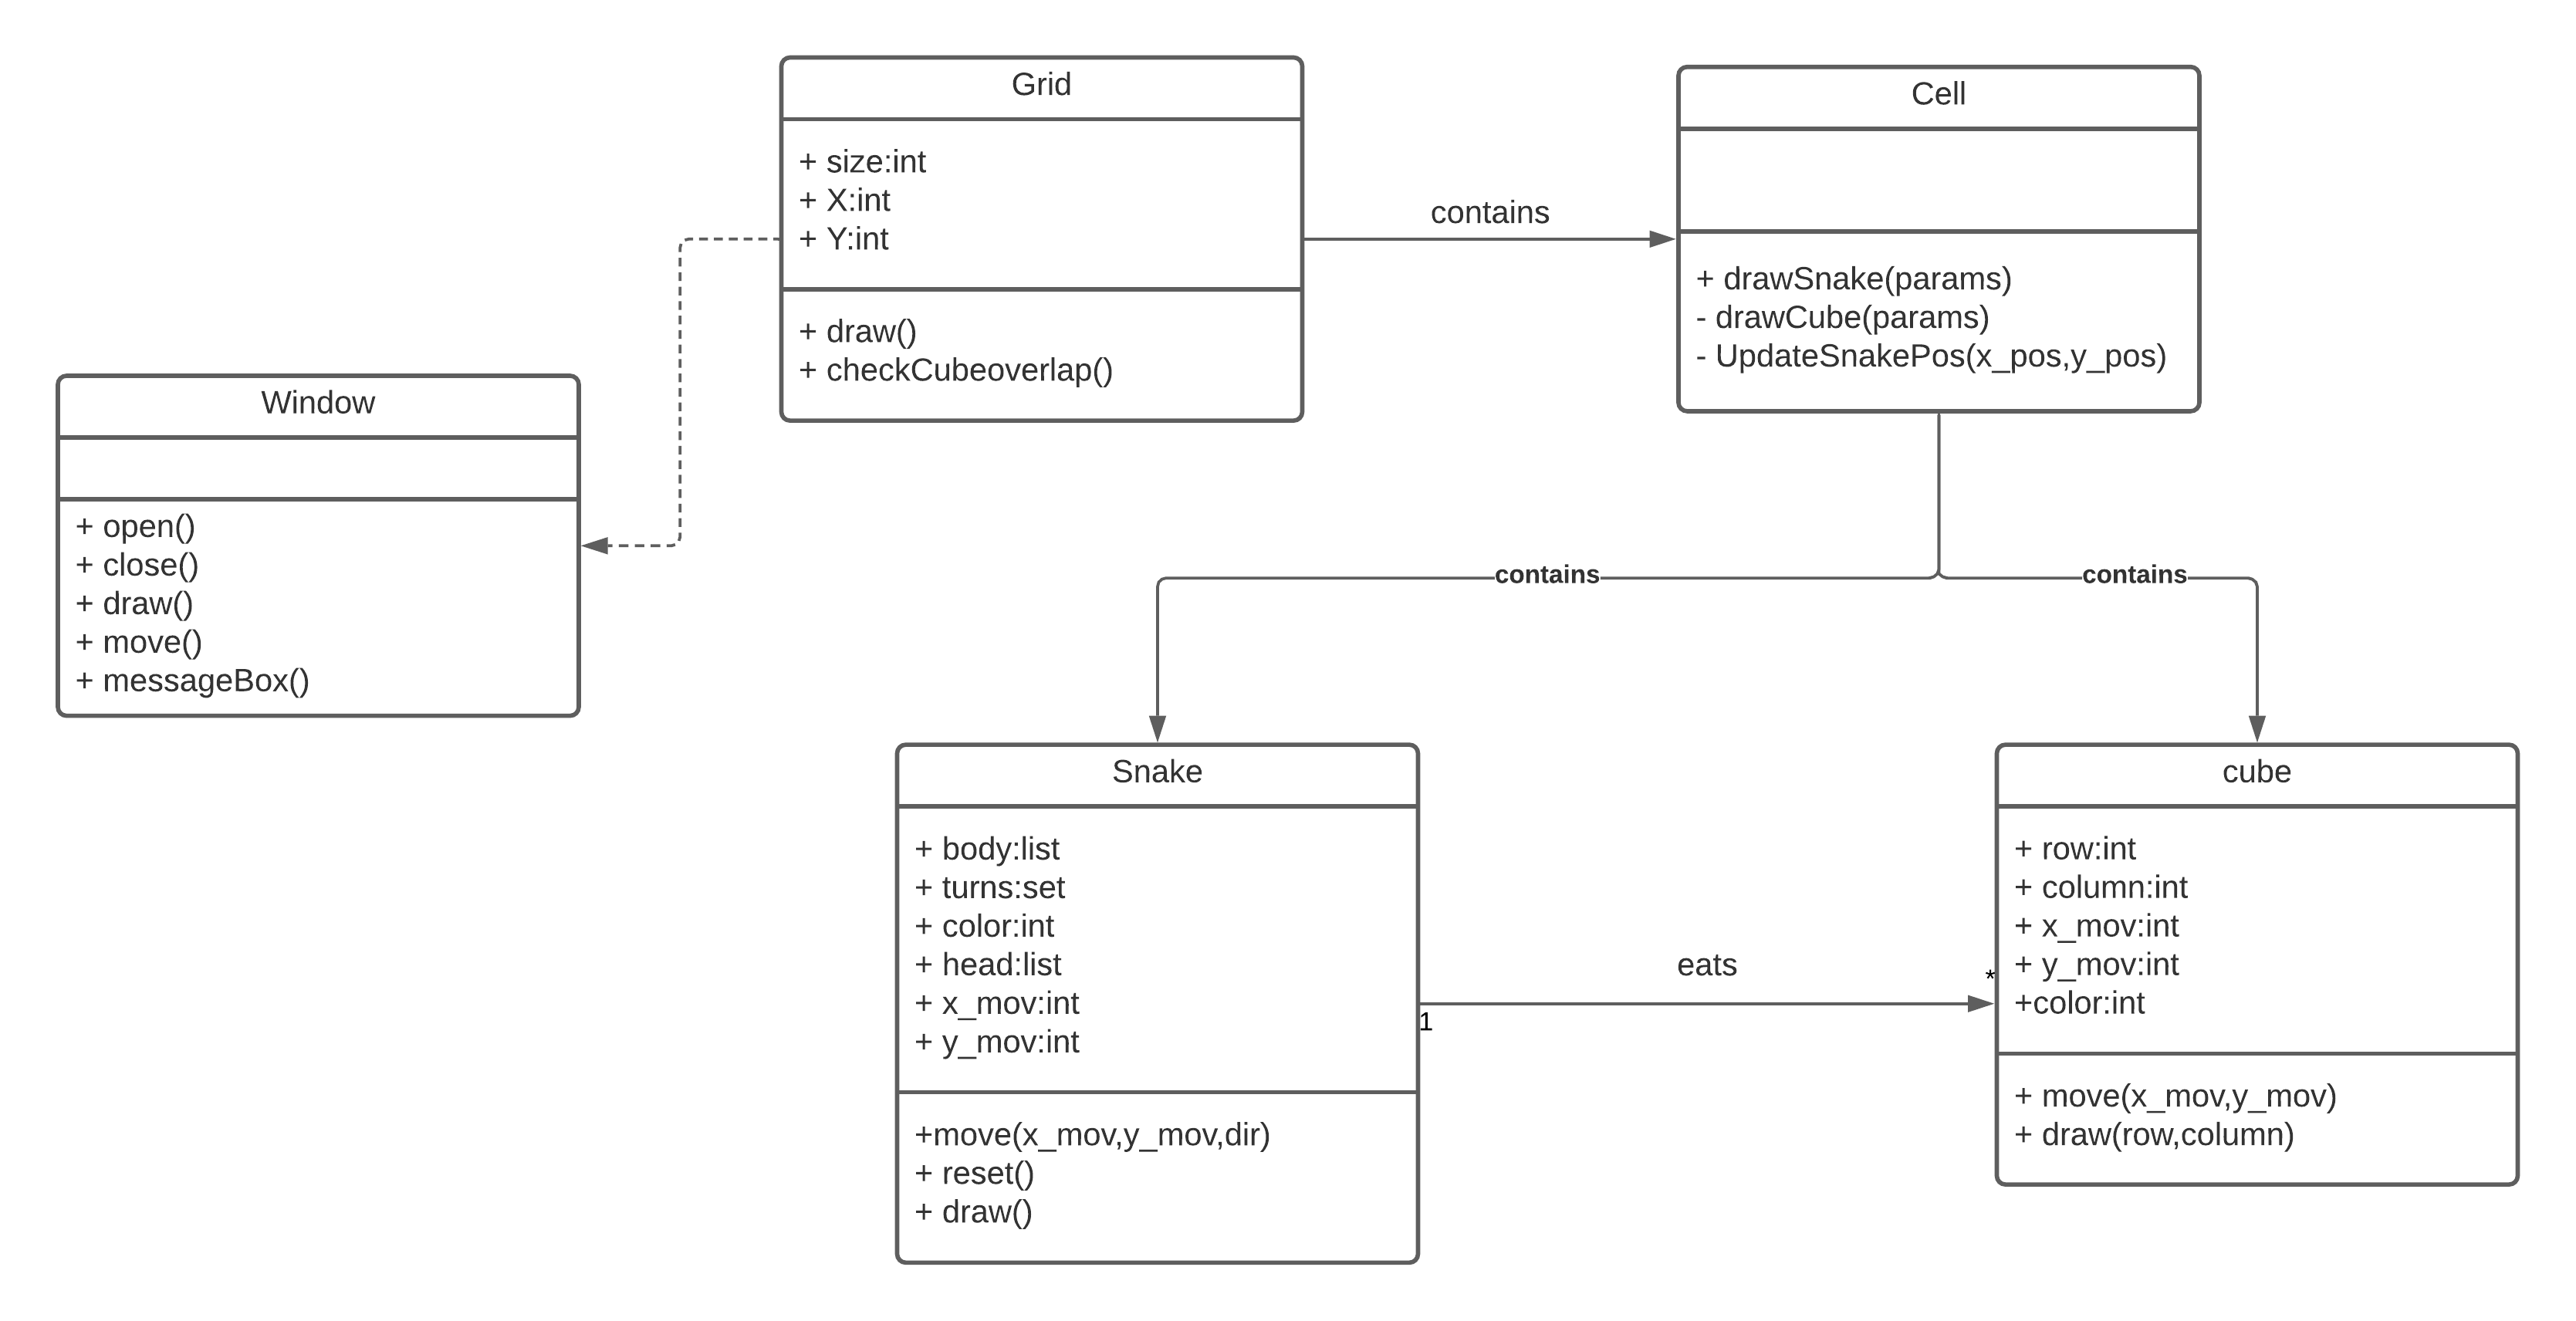 Grid
+ size:int
+ X:int
+ Y:int
+ draw()
+ checkCubeoverlap()
contains
Cell
+ drawSnake(params)
- drawCube(params)
- UpdateSnakePos(x_pos,y_pos)
Window
+ open()
+ close()
+ draw()
+ move()
+ messageBox()
contains
contains
Snake
+ body:list
+ turns:set
+ color:int
+ head:list
+ x_mov:int
+ y_mov:int
+move(x_mov,y_mov,dir)
+ reset()
+ draw()
eats
1
*
cube
+ row:int
+ column:int
+ x_mov:int
+ y_mov:int
+color:int
+ move(x_mov,y_mov)
+ draw(row,column)